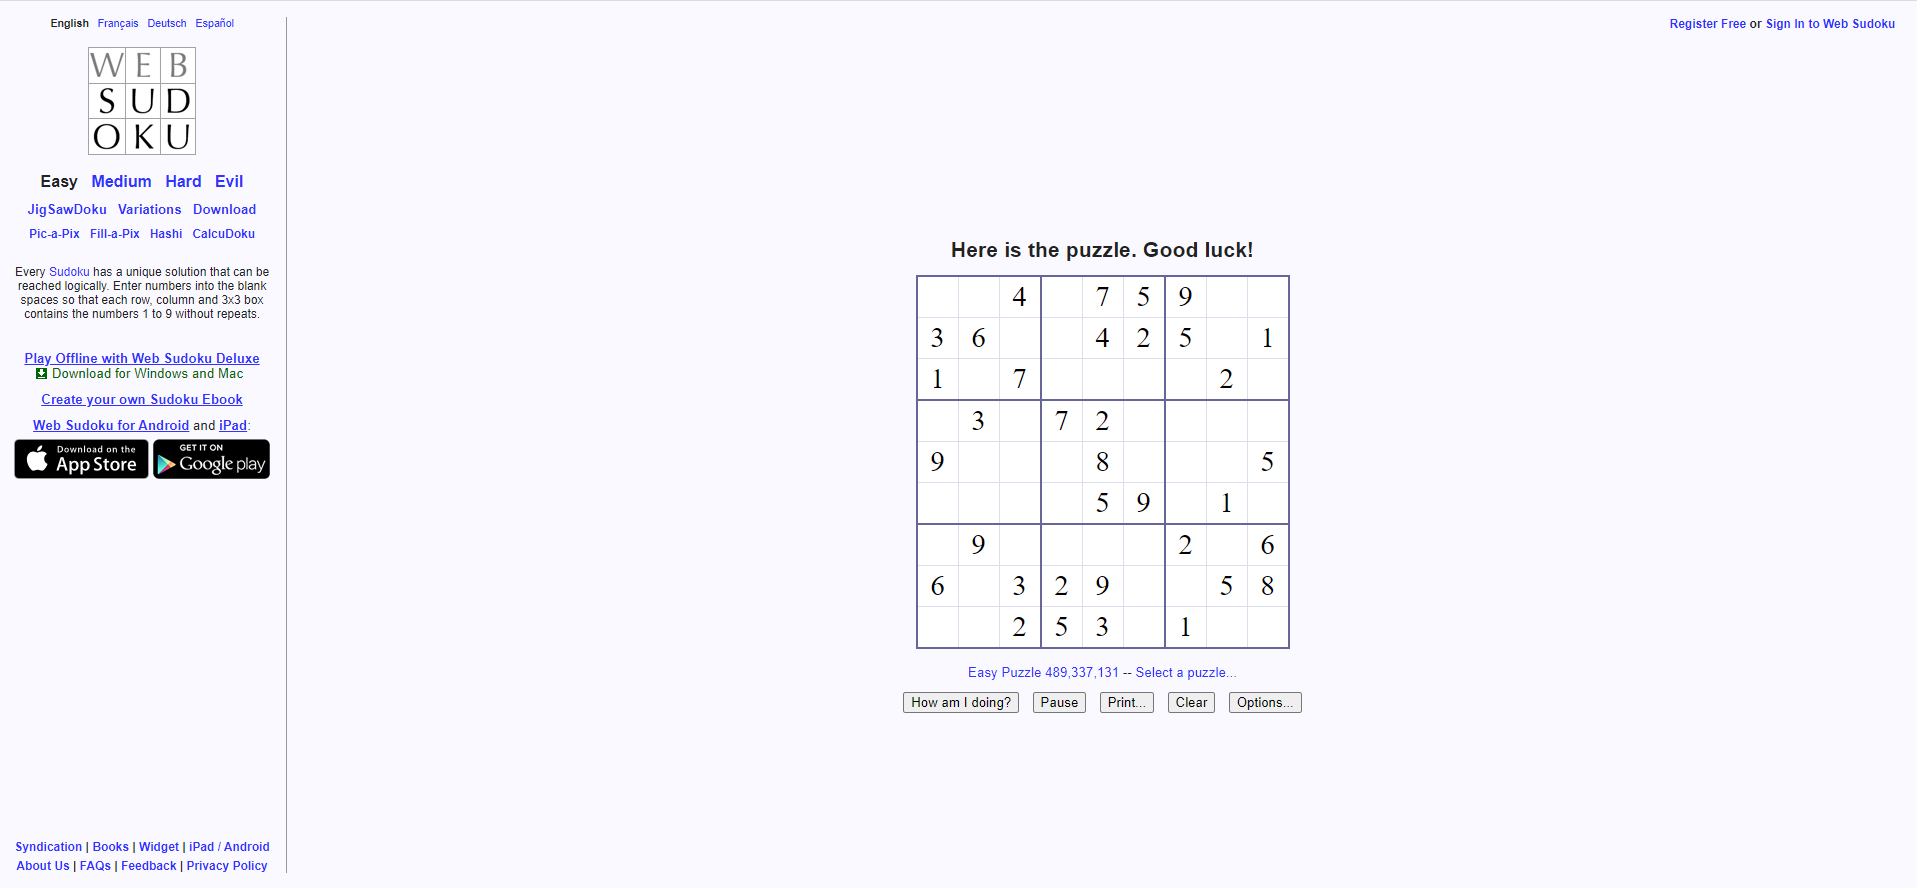 English Français Deutsch Español
Register Free or Sign In to Web Sudoku
WEB
SUD
OKU
Easy Medium Hard Evil
JigSawDoku Variations Download
Pic-a-Pix Fill-a-Pix Hashi CalcuDoku
Every Sudoku has a unique solution that can be
reached logically. Enter numbers into the blank
spaces so that each row, column and 3x3 box
contains the numbers 1 to 9 without repeats.
Play Offline with Web Sudoku Deluxe
Download for Windows and Mac
Create your own Sudoku Ebook
Web Sudoku for Android and iPad:
Download on the
App Store
GET IT ON
Google play
Syndication | Books | Widget | iPad / Android
About Us | FAQs | Feedback | Privacy Policy
Here is the puzzle. Good luck!
4 7 5 9
3 6 4 2 5 1
1 7 2
3 7 2
9 8 5
5 9 1
9 2 6
6 3 2 9 5 8
2 5 3 1
Easy Puzzle 489,337,131 -- Select a puzzle...
How am I doing? Pause Print... Clear Options...